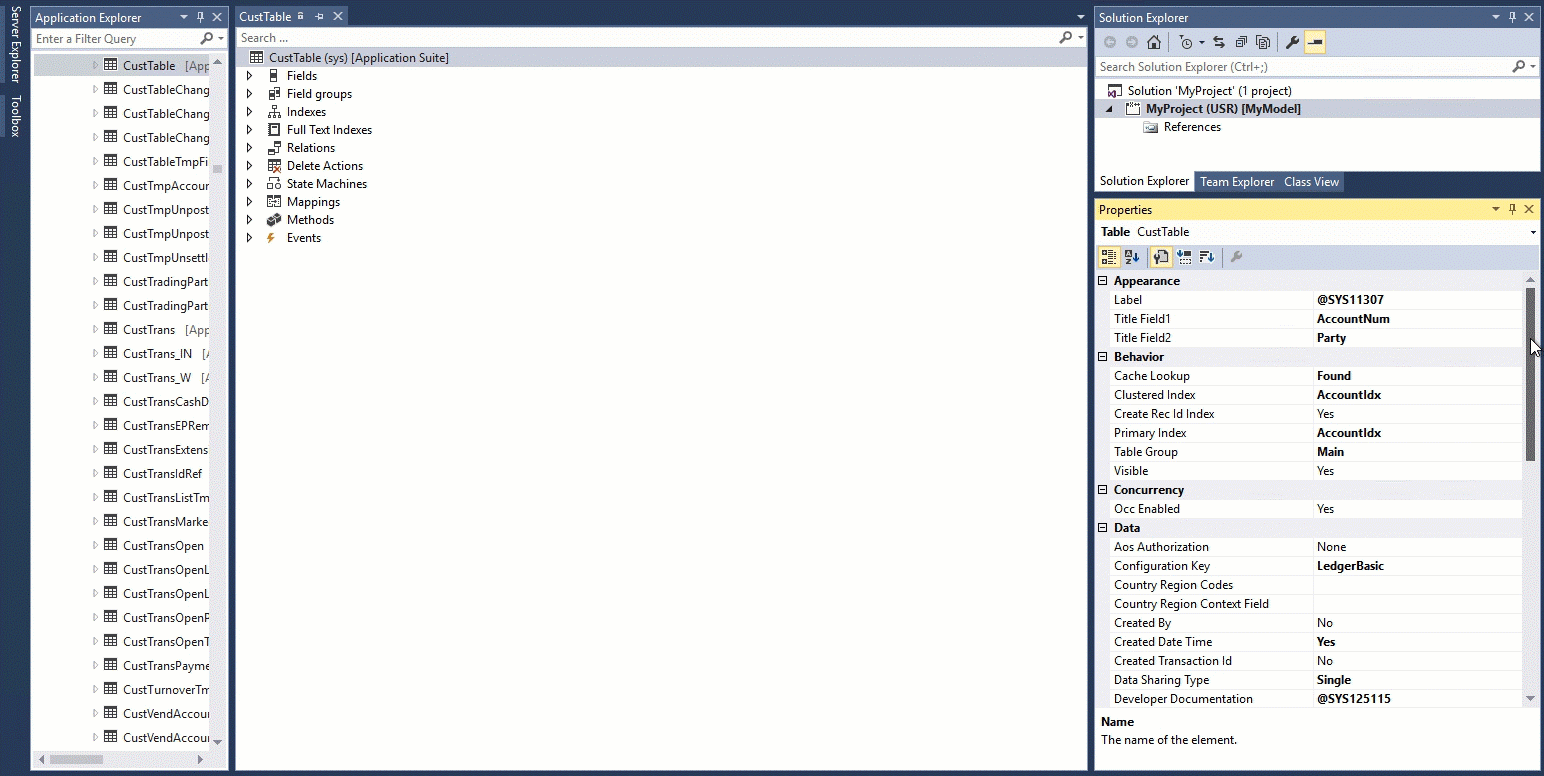 Server Explorer
Toolbox
Application Explorer
Enter a Filter Query
CustTable [App
CustTableChang
CustTableChang
CustTableChang
CustTableTmpFi
CustTmpAccour
CustTmpUnpost
CustTmpUnpost
CustTmpUnsettl
CustTradingPart
CustTradingPart
CustTrans [App
CustTrans_IN [A
CustTrans_W [A
CustTransCashD
CustTransEPRem
CustTransExtens
CustTransIdRef
CustTransListTm
CustTransMarke
CustTransOpen
CustTransOpenL
CustTransOpenL
CustTransOpenP
CustTransOpenT
CustTransPayme
CustTurnoverTm
CustVendAccour
CustVendAccour
CustTable
Search ...
CustTable (sys) [Application Suite]
Fields
Field groups
Indexes
Full Text Indexes
Relations
Delete Actions
State Machines
Mappings
Methods
Events
Solution Explorer
Search Solution Explorer (Ctrl+;)
Solution 'MyProject' (1 project)
MyProject (USR) [MyModel]
References
Solution Explorer Team Explorer Class View
Properties
Table CustTable
Appearance
Label @SYS11307
Title Field1 AccountNum
Title Field2 Party
Behavior
Cache Lookup Found
Clustered Index AccountIdx
Create Rec Id Index Yes
Primary Index AccountIdx
Table Group Main
Visible Yes
Concurrency
Occ Enabled Yes
Data
Aos Authorization None
Configuration Key LedgerBasic
Country Region Codes
Country Region Context Field
Created By No
Created Date Time Yes
Created Transaction Id No
Data Sharing Type Single
Developer Documentation @SYS125115
Name
The name of the element.